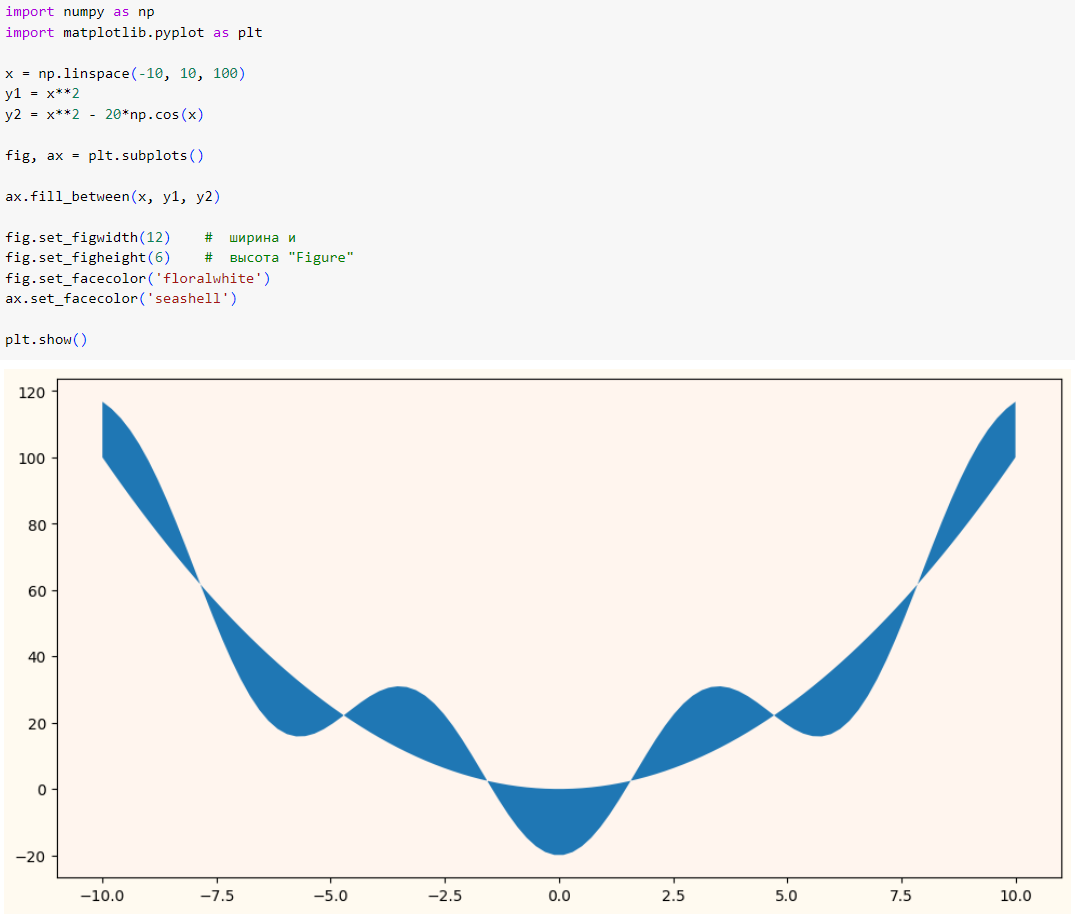 import numpy as np
import matplotlib.pyplot as plt
x = np.linspace(-10, 10, 100)
y1 = x**2
y2 = x**2 - 20*np.cos(x)
fig, ax = plt.subplots()
ax.fill_between(x, y1, y2)
fig.set_figwidth(12)    #  ширина и
fig.set_figheight(6)    #  высота "Figure"
fig.set_facecolor('floralwhite')
ax.set_facecolor('seashell')
plt.show()
120
100
80
60
40
20
0
−20
−10.0 −7.5 −5.0 −2.5 0.0 2.5 5.0 7.5 10.0